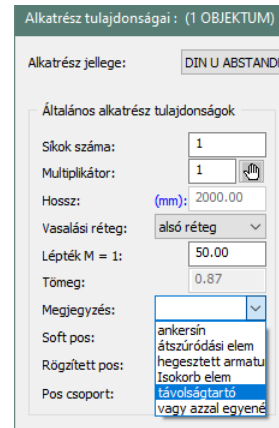 Alkatrész tulajdonságai : (1 OBJEKTUM)
Alkatrész jellege: DIN U ABSTAND
Általános alkatrész tulajdonságok
Síkok száma: 1
Multiplikátor: 1
Hossz: (mm): 2000.00
Vasalási réteg: alsó réteg
Lépték M = 1: 50.00
Tömeg: 0.87
Megjegyzés:
Soft pos: ankersín
átszúródási elem
Rögzített pos: hegesztett armatu
Isokorb elem
Pos csoport: távolságtartó
vagy azzal egyené